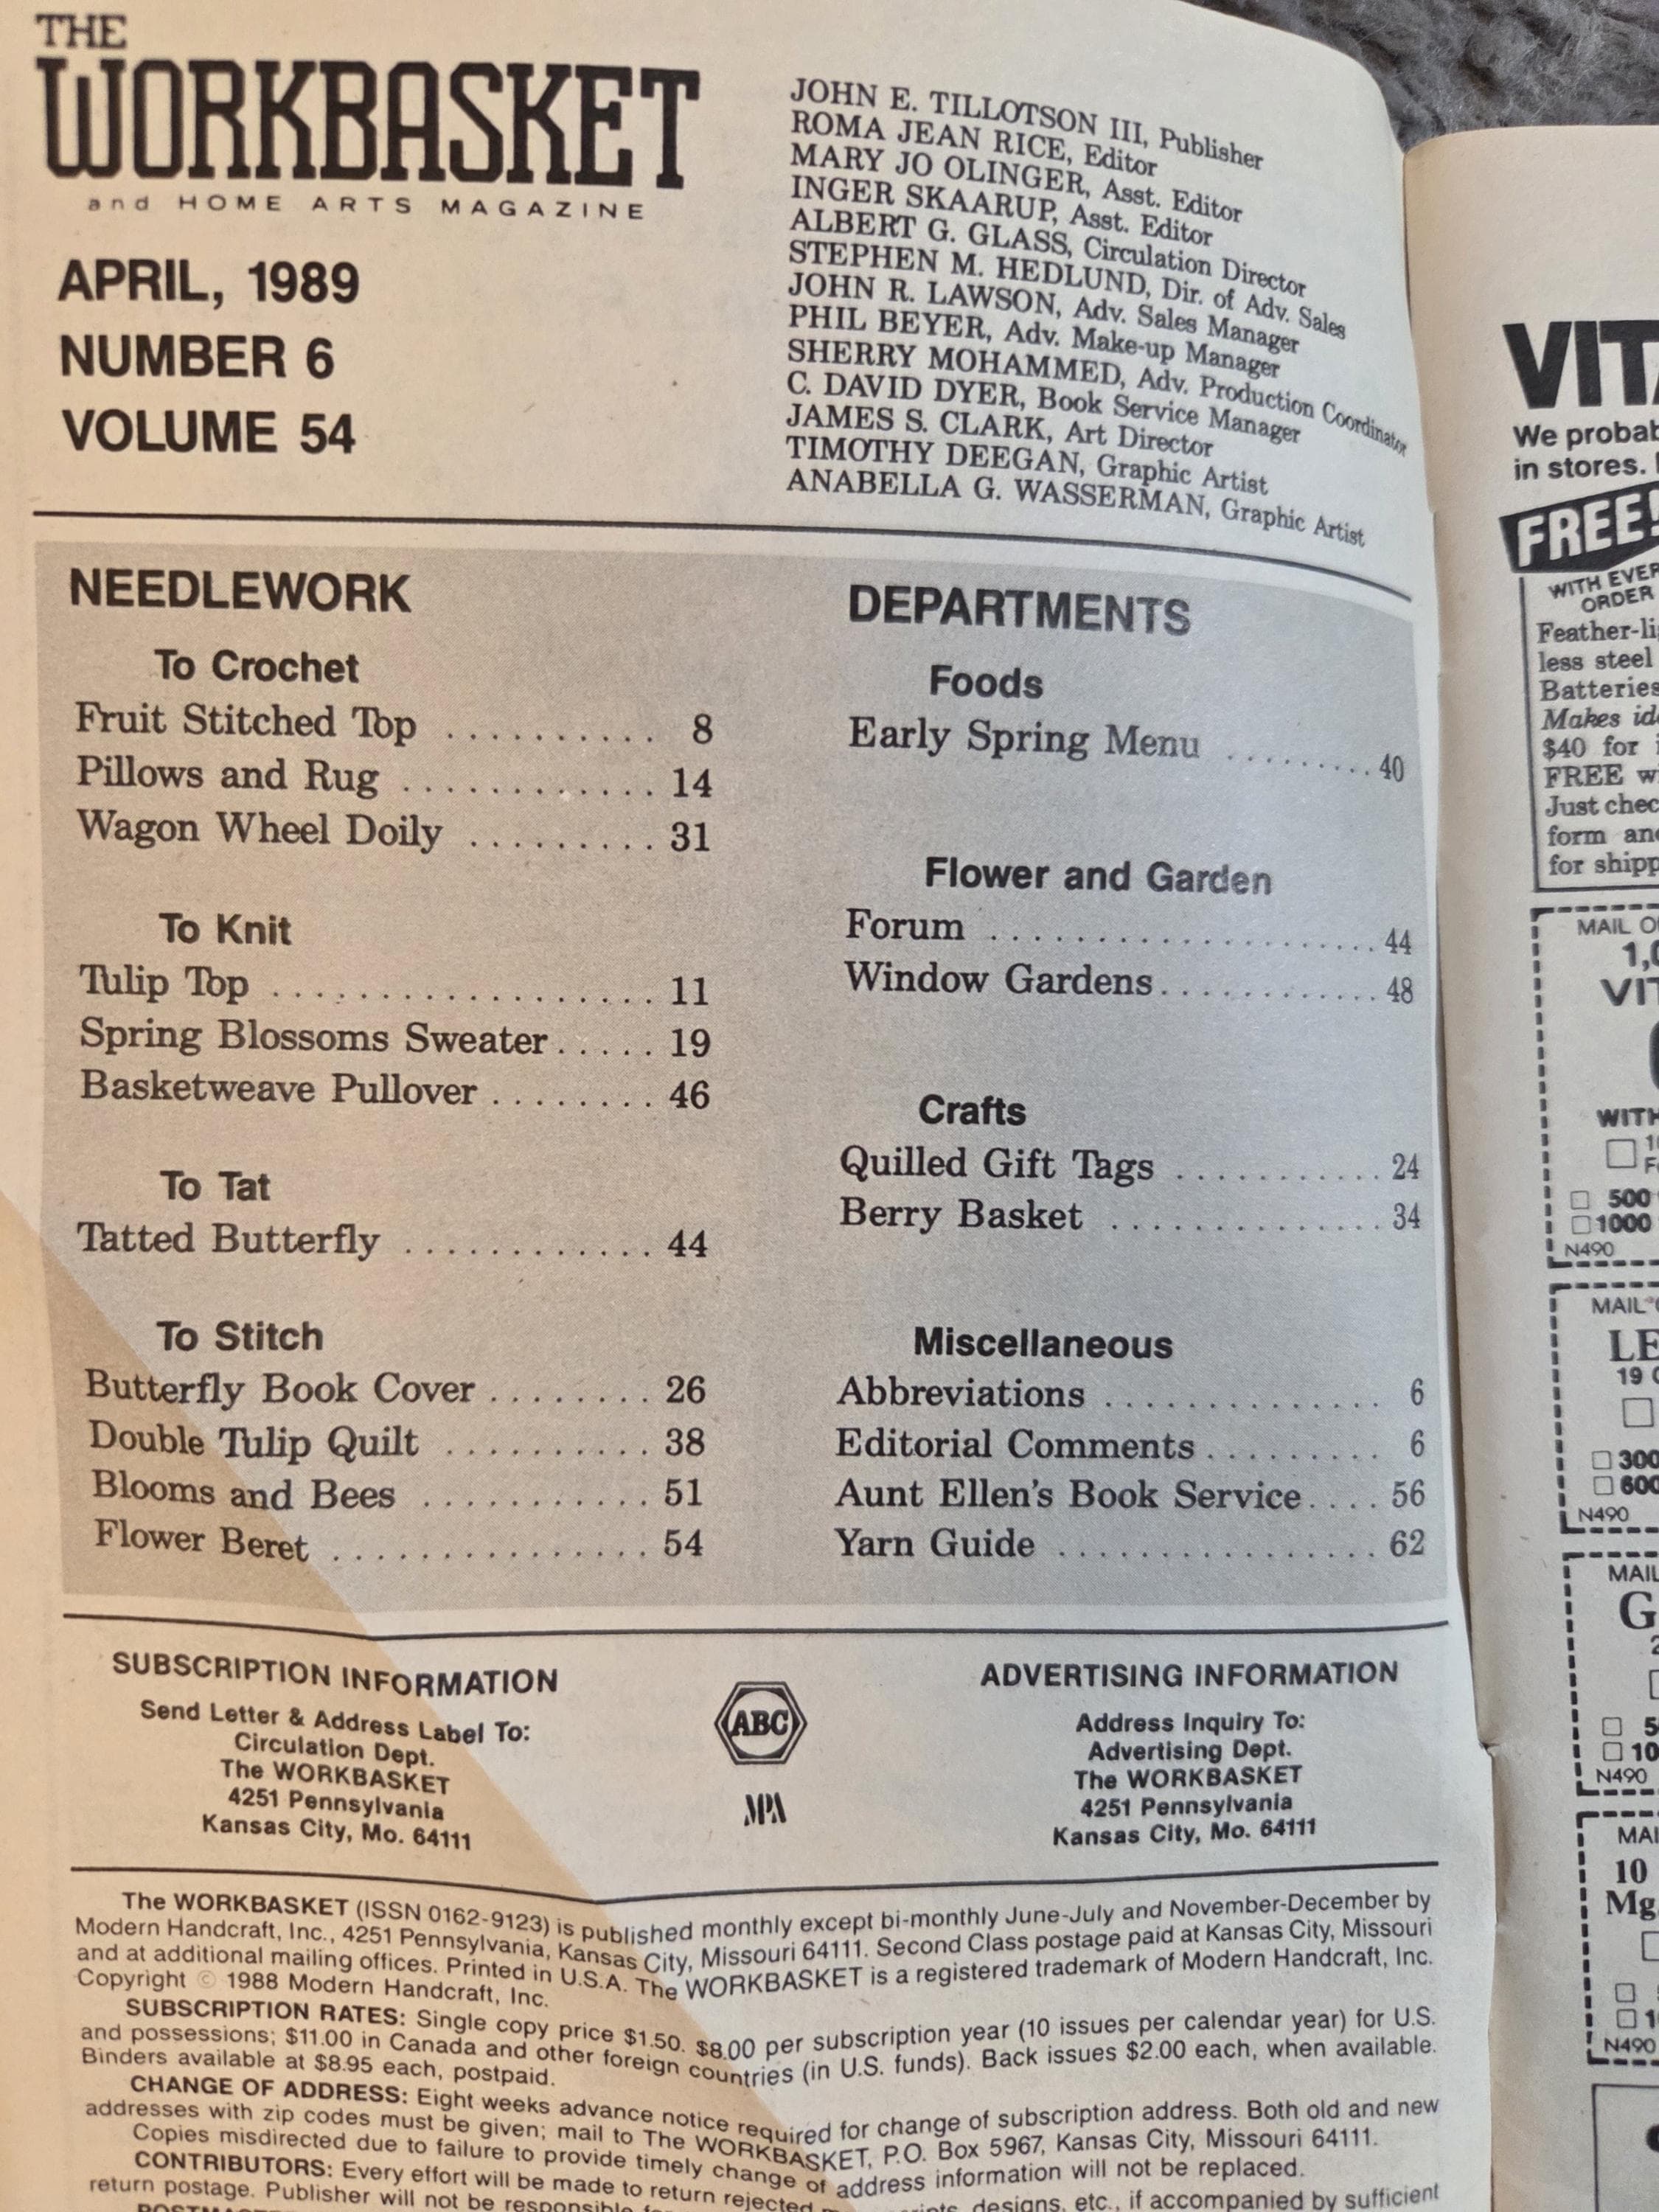 THE
WORKBASKET
and HOME ARTS MAGAZINE
APRIL, 1989
NUMBER 6
VOLUME 54
JOHN E. TILLOTSON III, Publisher
ROMA JEAN RICE, Editor
MARY JO OLINGER, Asst. Editor
INGER SKAARUP, Asst. Editor
ALBERT G. GLASS, Circulation Director
STEPHEN M. HEDLUND, Dir. of Adv. Sales
JOHN R. LAWSON, Adv. Sales Manager
PHIL BEYER, Adv. Make-up Manager
SHERRY MOHAMMED, Adv. Production Coordinator
C. DAVID DYER, Book Service Manager
JAMES S. CLARK, Art Director
TIMOTHY DEEGAN, Graphic Artist
ANABELLA G. WASSERMAN, Graphic Artist
NEEDLEWORK
To Crochet
Fruit Stitched Top .......... 8
Pillows and Rug ............. 14
Wagon Wheel Doily ......... 31
To Knit
Tulip Top ................... 11
Spring Blossoms Sweater..... 19
Basketweave Pullover........ 46
To Tat
Tatted Butterfly ............. 44
To Stitch
Butterfly Book Cover........ 26
Double Tulip Quilt .......... 38
Blooms and Bees ............ 51
Flower Beret ................ 54
DEPARTMENTS
Foods
Early Spring Menu ......... 40
Flower and Garden
Forum .................... 44
Window Gardens............ 48
Crafts
Quilled Gift Tags ........... 24
Berry Basket .............. 34
Miscellaneous
Abbreviations .............. 6
Editorial Comments......... 6
Aunt Ellen's Book Service.... 56
Yarn Guide ................ 62
SUBSCRIPTION INFORMATION
Send Letter & Address Label To:
Circulation Dept.
The WORKBASKET
4251 Pennsylvania
Kansas City, Mo. 64111
ABC
MPA
ADVERTISING INFORMATION
Address Inquiry To:
Advertising Dept.
The WORKBASKET
4251 Pennsylvania
Kansas City, Mo. 64111
The WORKBASKET (ISSN 0162-9123) is published monthly except bi-monthly June-July and November-December by
Modern Handcraft, Inc., 4251 Pennsylvania, Kansas City, Missouri 64111. Second Class postage paid at Kansas City, Missouri
and at additional mailing offices. Printed in U.S.A. The WORKBASKET is a registered trademark of Modern Handcraft, Inc.
Copyright © 1988 Modern Handcraft, Inc.
SUBSCRIPTION RATES: Single copy price $1.50. $8.00 per subscription year (10 issues per calendar year) for U.S.
and possessions; $11.00 in Canada and other foreign countries (in U.S. funds). Back issues $2.00 each, when available.
Binders available at $8.95 each, postpaid.
CHANGE OF ADDRESS: Eight weeks advance notice required for change of subscription address. Both old and new
addresses with zip codes must be given; mail to The WORKBASKET, P.O. Box 5967, Kansas City, Missouri 64111.
Copies misdirected due to failure to provide timely change of address information will not be replaced.
CONTRIBUTORS: Every effort will be made to return rejected designs, etc., if accompanied by sufficient
return postage. Publisher will not be responsible
We
in stores.
FREE!
WITH
ORDER
less steel
Batteries
Makes
$40 for
FREE
Just
form
for
MAIL
WITH
500
1000
N490
MAIL
19
N490
MAIL
N490
10
Mg.
N490